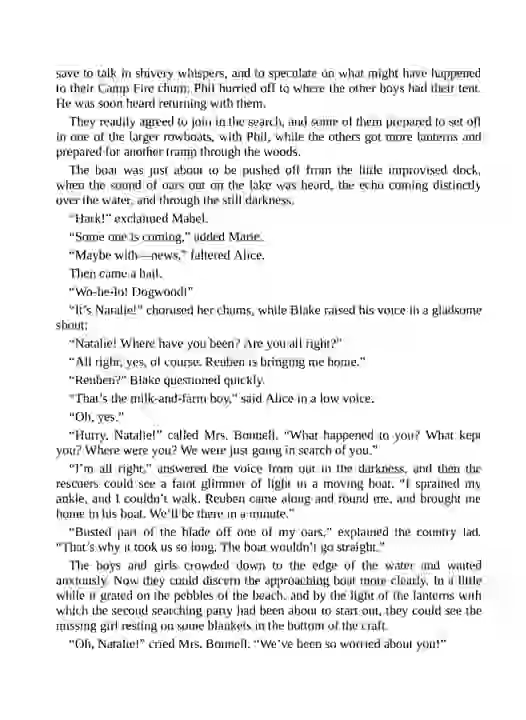 save to talk in shivery whispers, and to speculate on what might have happened
to their Camp Fire chum; Phil hurried off to where the other boys had their tent.
He was soon heard returning with them.
They readily agreed to join in the search, and some of them prepared to set off
in one of the larger rowboats, with Phil, while the others got more lanterns and
prepared for another tramp through the woods.
The boat was just about to be pushed off from the little improvised dock,
when the sound of oars out on the lake was heard, the echo coming distinctly
over the water, and through the still darkness.
“Hark!” exclaimed Mabel.
“Some one is coming,” added Marie.
“Maybe with—news,” faltered Alice.
Then came a hail.
“Wo-he-lo! Dogwood!”
“It’s Natalie!” chorused her chums, while Blake raised his voice in a gladsome
shout:
“Natalie! Where have you been? Are you all right?”
“All right, yes, of course. Reuben is bringing me home.”
“Reuben?” Blake questioned quickly.
“That’s the milk-and-farm boy,” said Alice in a low voice.
“Oh, yes.”
“Hurry, Natalie!” called Mrs. Bonnell. “What happened to you? What kept
you? Where were you? We were just going in search of you.”
“I’m all right,” answered the voice from out in the darkness, and then the
rescuers could see a faint glimmer of light in a moving boat. “I sprained my
ankle, and I couldn’t walk. Reuben came along and found me, and brought me
home in his boat. We’ll be there in a minute.”
“Busted part of the blade off one of my oars,” explained the country lad.
“That’s why it took us so long. The boat wouldn’t go straight.”
The boys and girls crowded down to the edge of the water and waited
anxiously. Now they could discern the approaching boat more clearly. In a little
while it grated on the pebbles of the beach, and by the light of the lanterns with
which the second searching party had been about to start out, they could see the
missing girl resting on some blankets in the bottom of the craft.
“Oh, Natalie!” cried Mrs. Bonnell. “We’ve been so worried about you!”